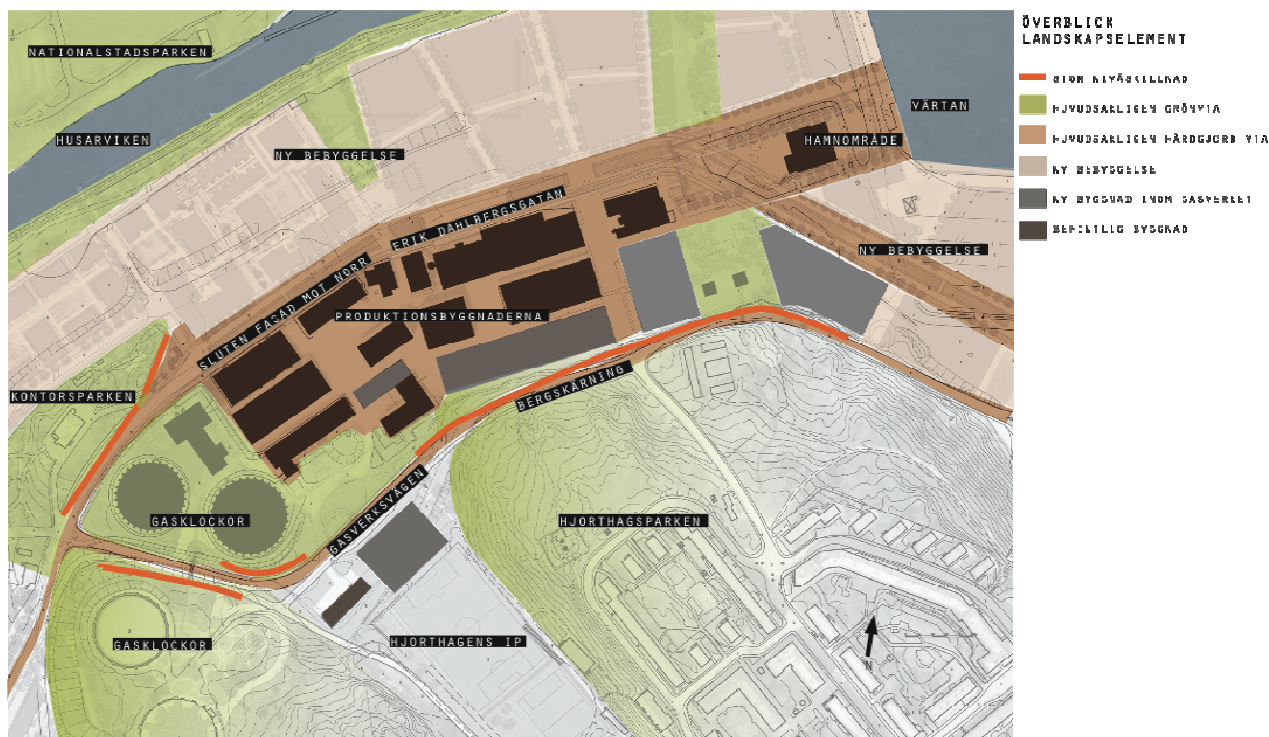 ÖVERBLICK
LANDSKAPSELEMENT
STOR NIVÅSKILLNAD
HUVUDSAKLIGEN GRÖNYTA
HUVUDSAKLIGEN HÅRDGJORD YTA
NY BEBYGGELSE
NY BYGGNAD INOM GASVERKET
BEFINTLIG BYGGNAD
NATIONALSTADSPARKEN
VÄRTAN
HUSARVIKEN
HAMNOMRÅDE
NY BEBYGGELSE
ERIK DAHLBERGSGATAN
NY BEBYGGELSE
SLUTEN FASAD MOT NORR
PRODUKTIONSBYGGNADERNA
KONTORSPARKEN
BERGSKÄRNING
GASVERKSVÄGEN
GASKLOCKOR
HJORTHAGSPARKEN
GASKLOCKOR
HJORTHAGENS IP
N